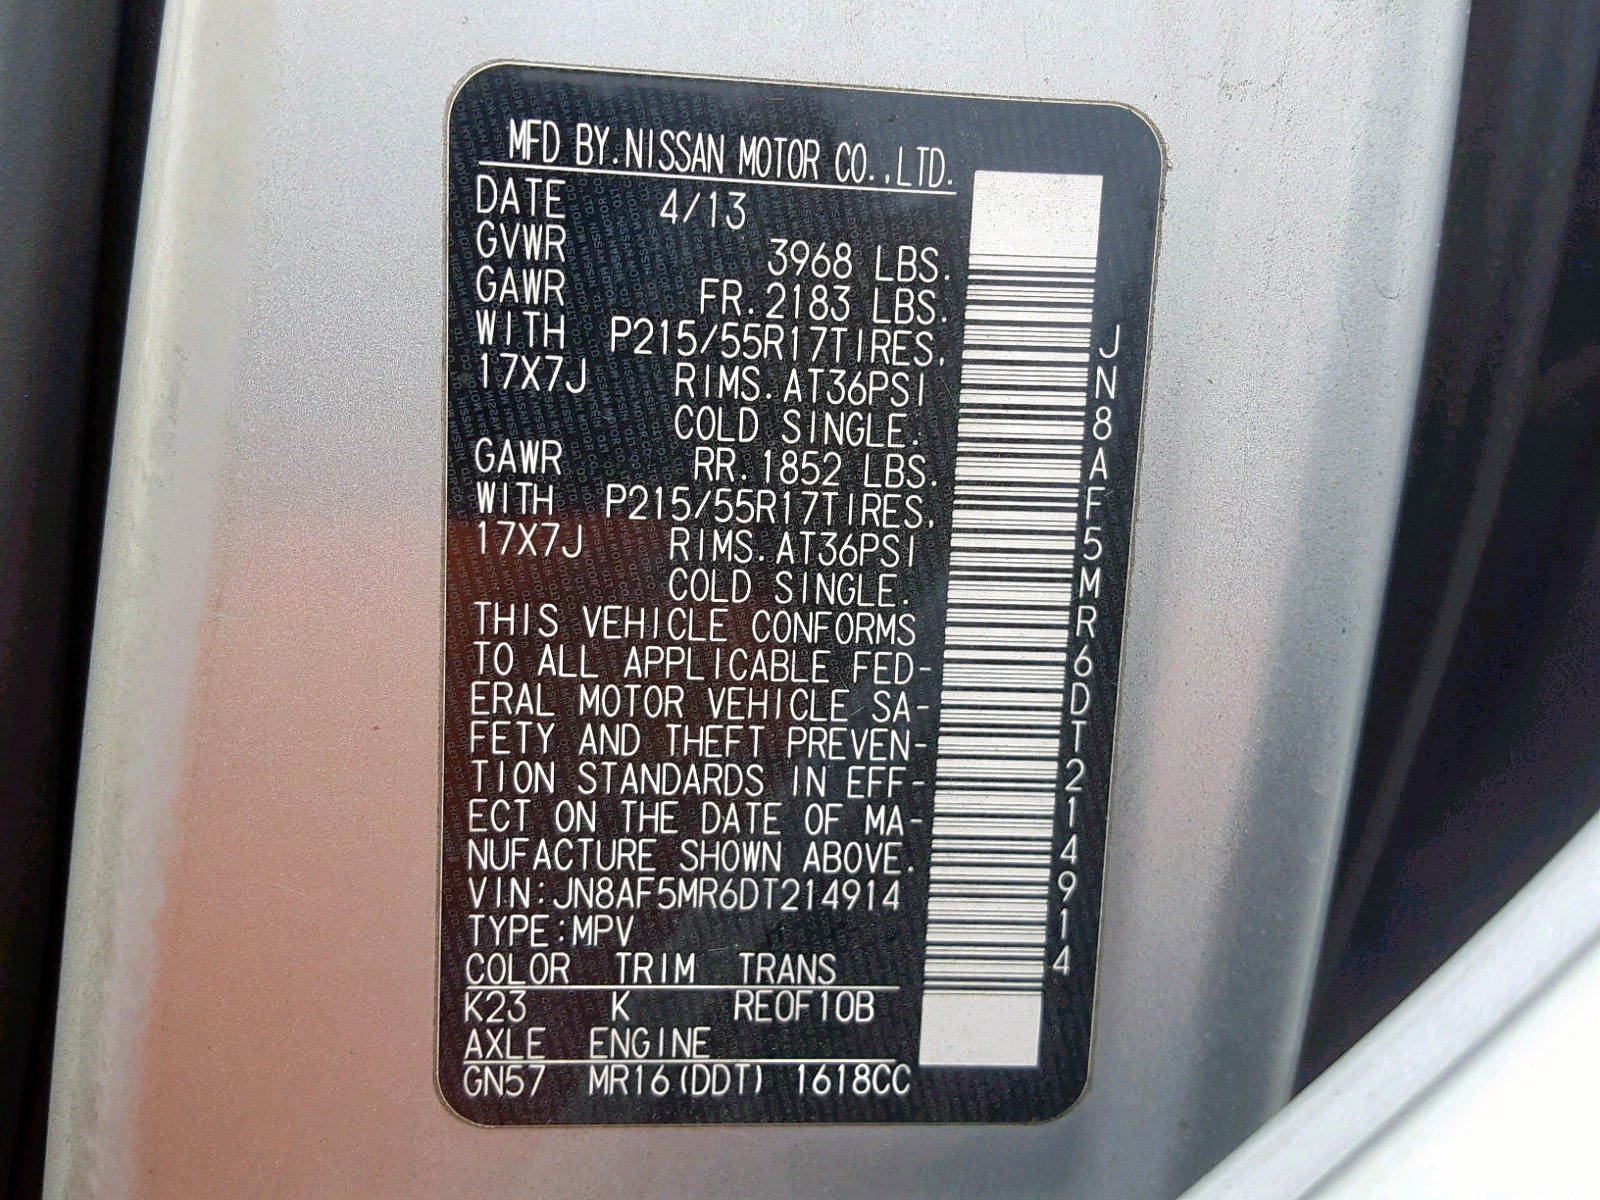 MFD BY.NISSAN MOTOR CO.,LTD.
DATE 4/13
GVWR 3968 LBS.
GAWR FR.2183 LBS.
WITH P215/55R17TIRES,
17X7J RIMS.AT36PSI
COLD SINGLE.
GAWR RR.1852 LBS.
WITH P215/55R17TIRES,
17X7J RIMS.AT36PSI
COLD SINGLE.
THIS VEHICLE CONFORMS
TO ALL APPLICABLE FED-
ERAL MOTOR VEHICLE SA-
FETY AND THEFT PREVEN-
TION STANDARDS IN EFF-
ECT ON THE DATE OF MA-
NUFACTURE SHOWN ABOVE.
VIN:JN8AF5MR6DT214914
TYPE:MPV
COLOR TRIM TRANS
K23 K RE0F10B
AXLE ENGINE
GN57 MR16(DDT) 1618CC
JN8AF5MR6DT214914